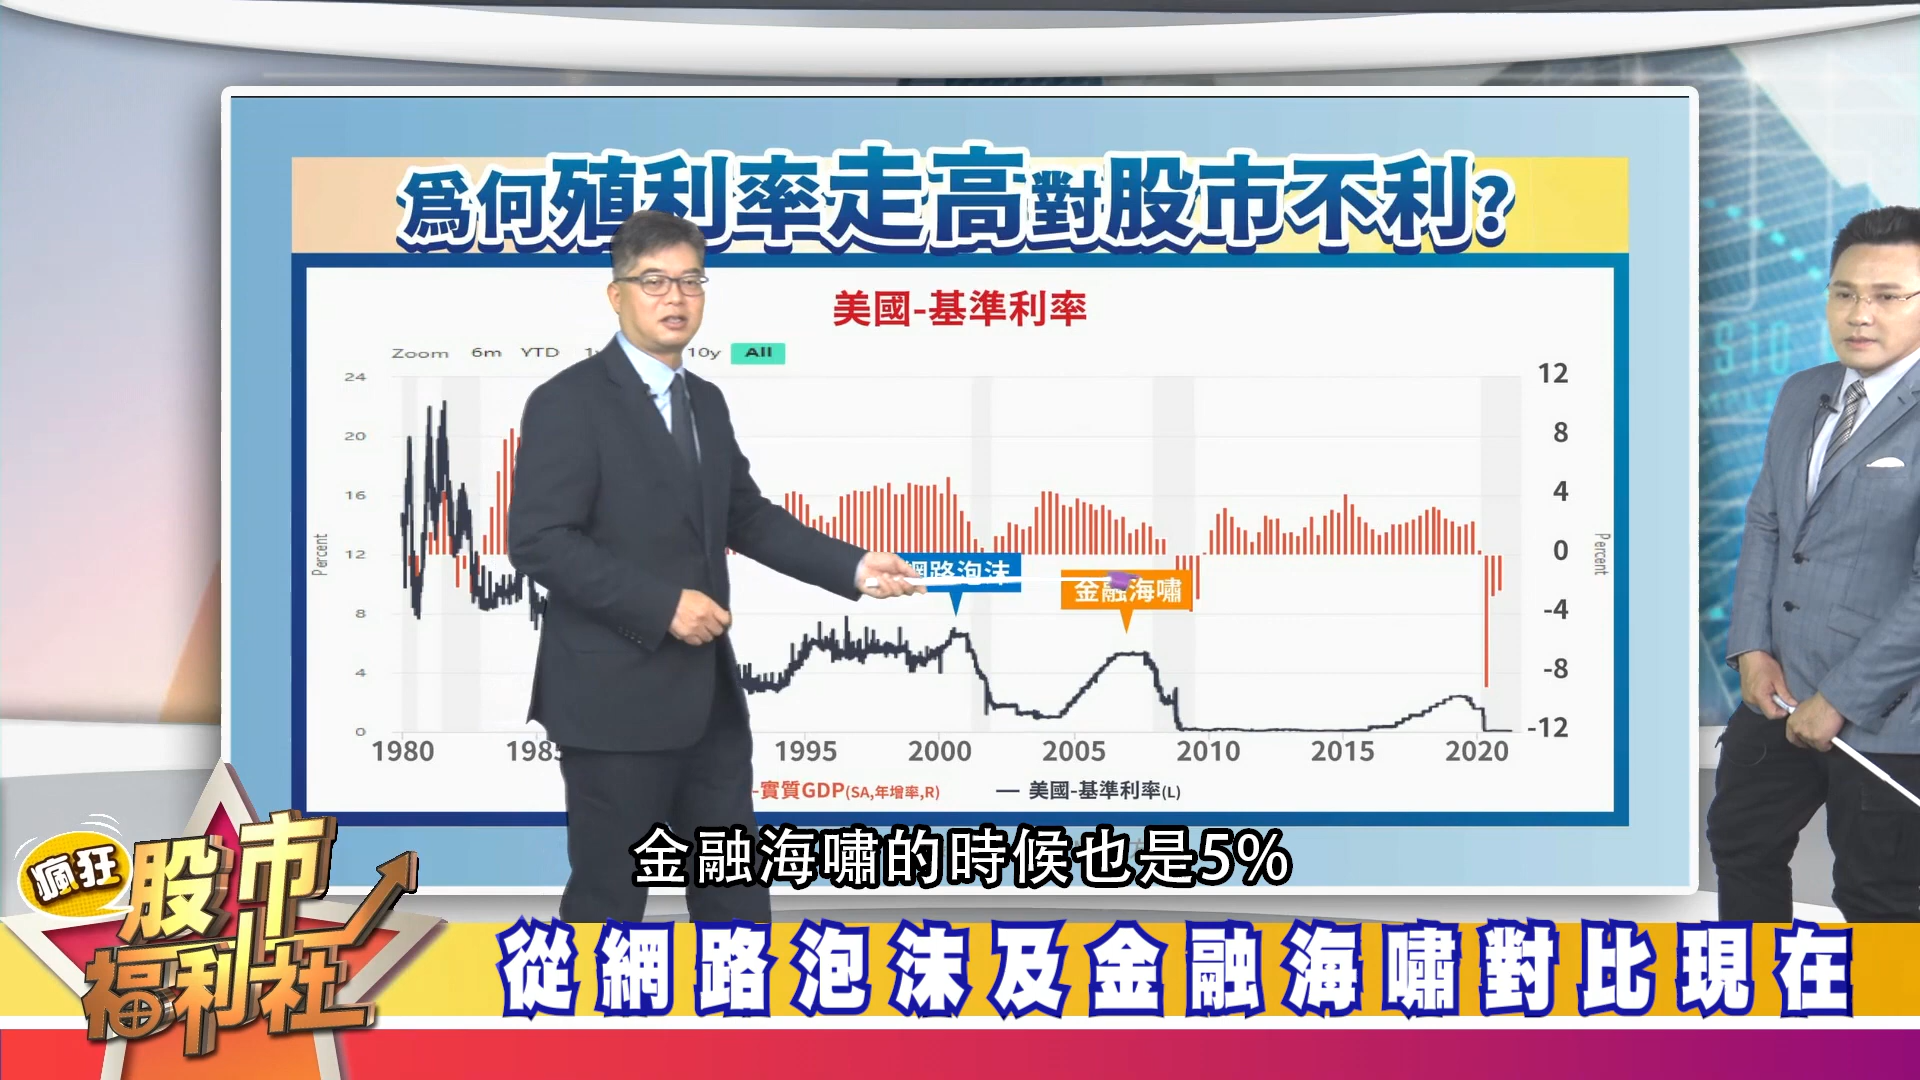 爲何殖利率走高對股市不利?
美國-基準利率
Zoom 6m YTD 10y All
24
20
16
12
8
4
0
Percent
12
8
4
0
-4
-8
-12
Percent
網路泡沫
金融海嘯
1980 1985 1995 2000 2005 2010 2015 2020
-實質GDP(SA,年增率,R) — 美國-基準利率(L)
金融海嘯的時候也是5%
瘋狂
股市
福利社
從網路泡沫及金融海嘯對比現在